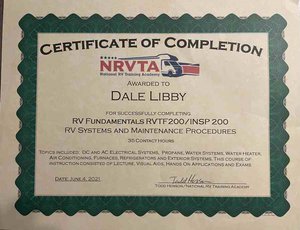 CERTIFICATE OF COMPLETION
NRVTA
National RV Training Academy
AWARDED TO
DALE LIBBY
FOR SUCCESSFULLY COMPLETING
RV FUNDAMENTALS RVTF200/INSP 200
RV SYSTEMS AND MAINTENANCE PROCEDURES
35 CONTACT HOURS
TOPICS INCLUDED: DC AND AC ELECTRICAL SYSTEMS, PROPANE, WATER SYSTEMS, WATER HEATER,
AIR CONDITIONING, FURNACES, REFRIGERATORS AND EXTERIOR SYSTEMS. THIS COURSE OF
INSTRUCTION CONSISTED OF LECTURE, VISUAL AIDS, HANDS ON APPLICATIONS AND EXAMS.
DATE: JUNE 4, 2021
TODD HENSON/NATIONAL RV TRAINING ACADEMY